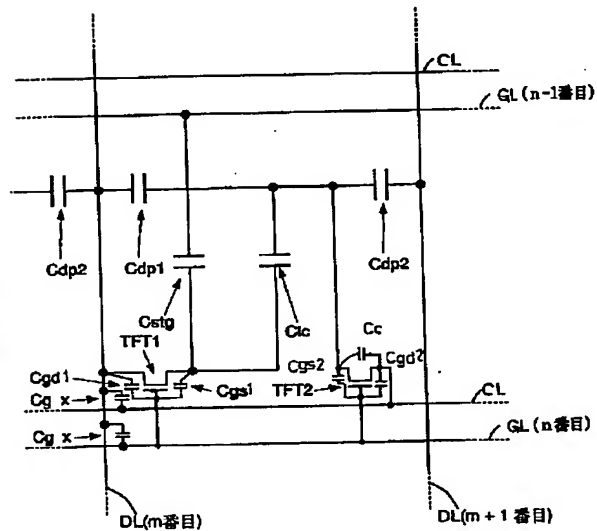 CL
GL(n-1番目)
Cdp2
Cdp1
Cdp2
Cstg
Clc
TFT1
Cc
Cgs2
Cgd2
Cgd1
TFT2
Cgs1
Cg x
CL
Cg x
GL(n番目)
DL(m番目)
DL(m+1番目)